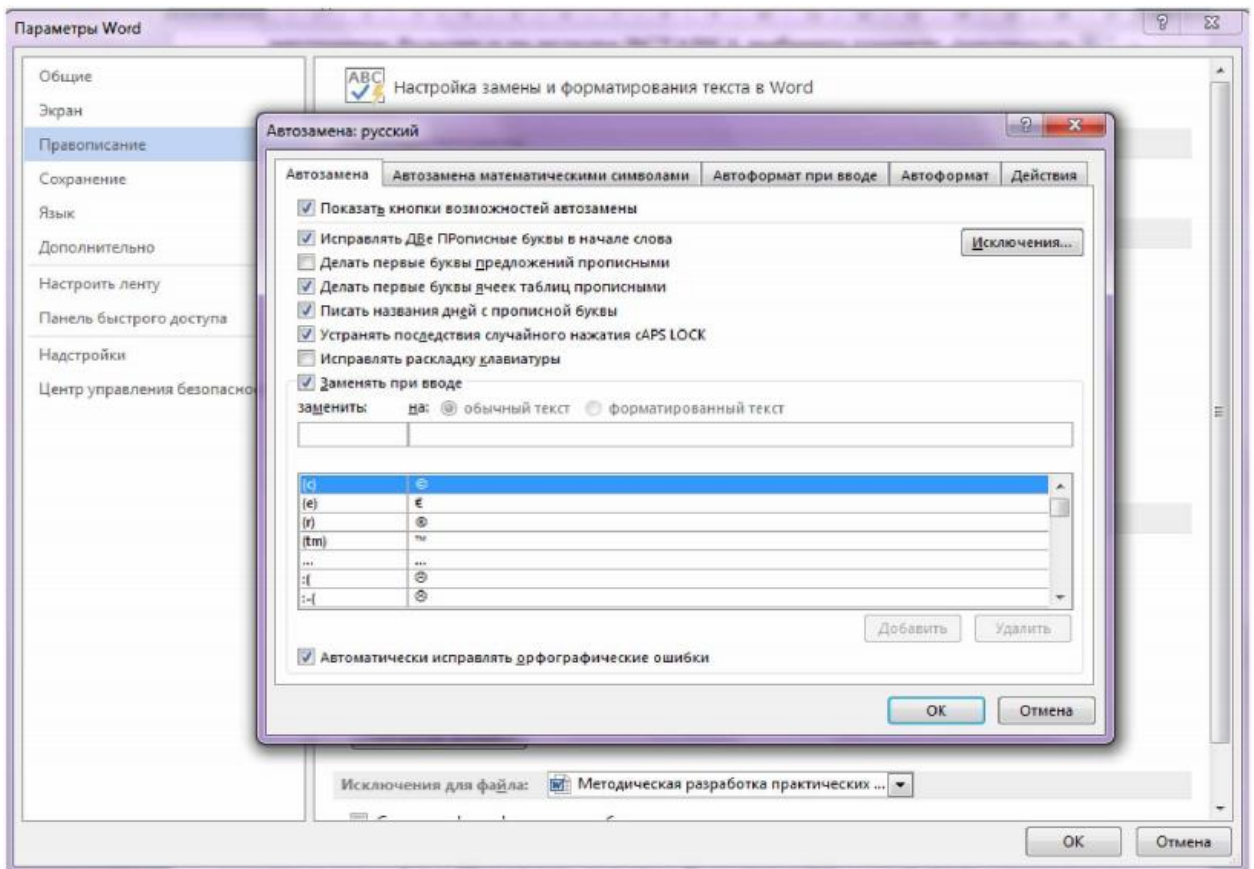 Параметры Word
Общие
Экран
Правописание
Сохранение
Язык
Дополнительно
Настроить ленту
Панель быстрого доступа
Надстройки
Центр управления
ABC
Настройка замены и форматирования текста в Word
Автозамена: русский
Автозамена
Автозамена математическими символами
Автоформат при вводе
Автоформат
Действия
Показать кнопки возможностей автозамены
Исправлять ДВе ПРописные буквы в начале слова
Исключения...
Делать первые буквы предложений прописными
Делать первые буквы ячеек таблиц прописными
Писать названия дней с прописной буквы
Устранять последствия случайного нажатия cAPS LOCK
Исправлять раскладку клавиатуры
Заменять при вводе
заменить: на: обычный текст форматированный текст
(c) ©
(e) €
(r) ®
(tm) ™
... ...
:( ☹
:-( ☹
Добавить Удалить
Автоматически исправлять орфографические ошибки
ОК Отмена
Исключения для файла: Методическая разработка практических ...
ОК Отмена